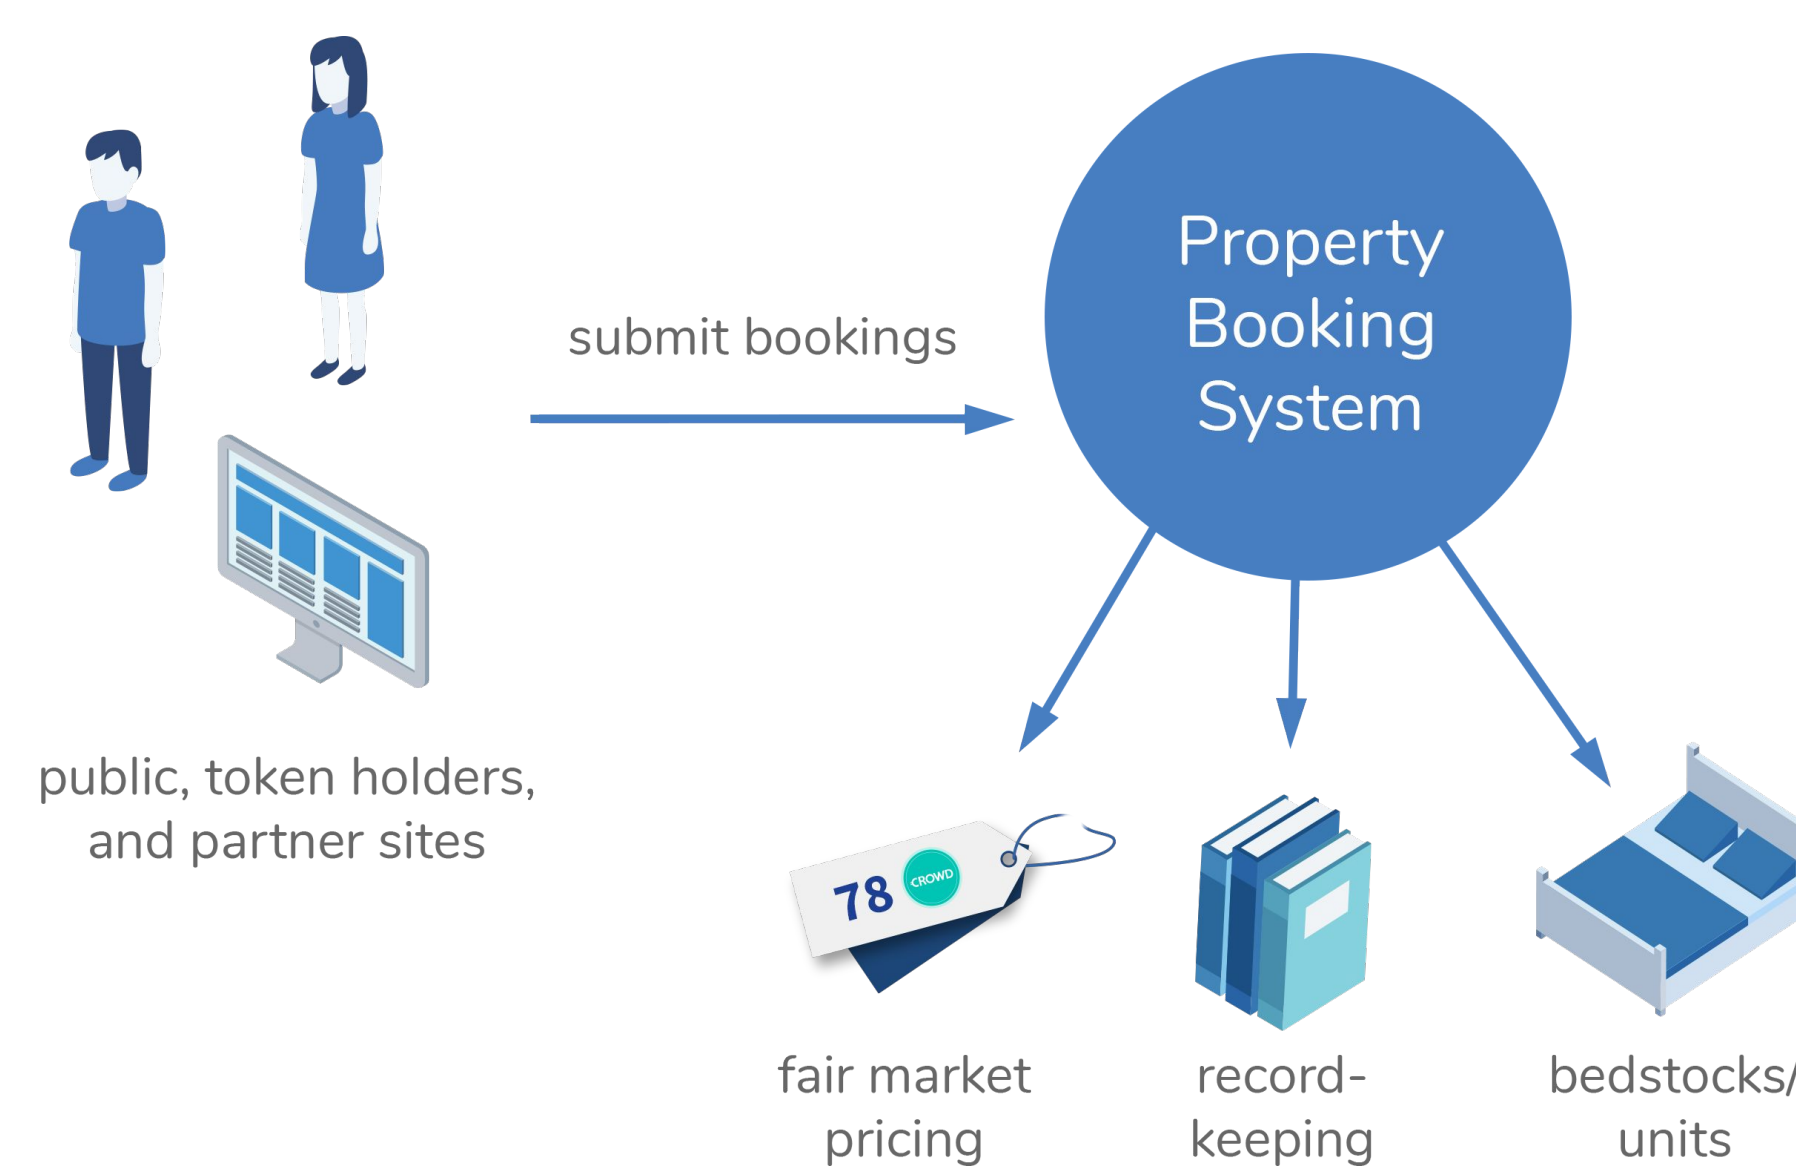 submit bookings
Property
Booking
System
public, token holders,
and partner sites
78
CROWD
fair market
pricing
record-
keeping
bedstocks/
units